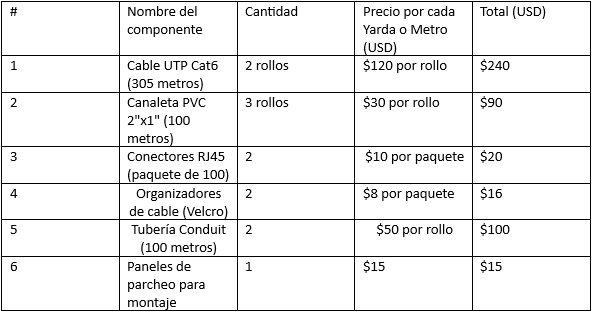 # Nombre del componente Cantidad Precio por cada Yarda o Metro (USD) Total (USD)
1 Cable UTP Cat6 (305 metros) 2 rollos $120 por rollo $240
2 Canaleta PVC 2"x1" (100 metros) 3 rollos $30 por rollo $90
3 Conectores RJ45 (paquete de 100) 2 $10 por paquete $20
4 Organizadores de cable (Velcro) 2 $8 por paquete $16
5 Tubería Conduit (100 metros) 2 $50 por rollo $100
6 Paneles de parcheo para montaje 1 $15 $15